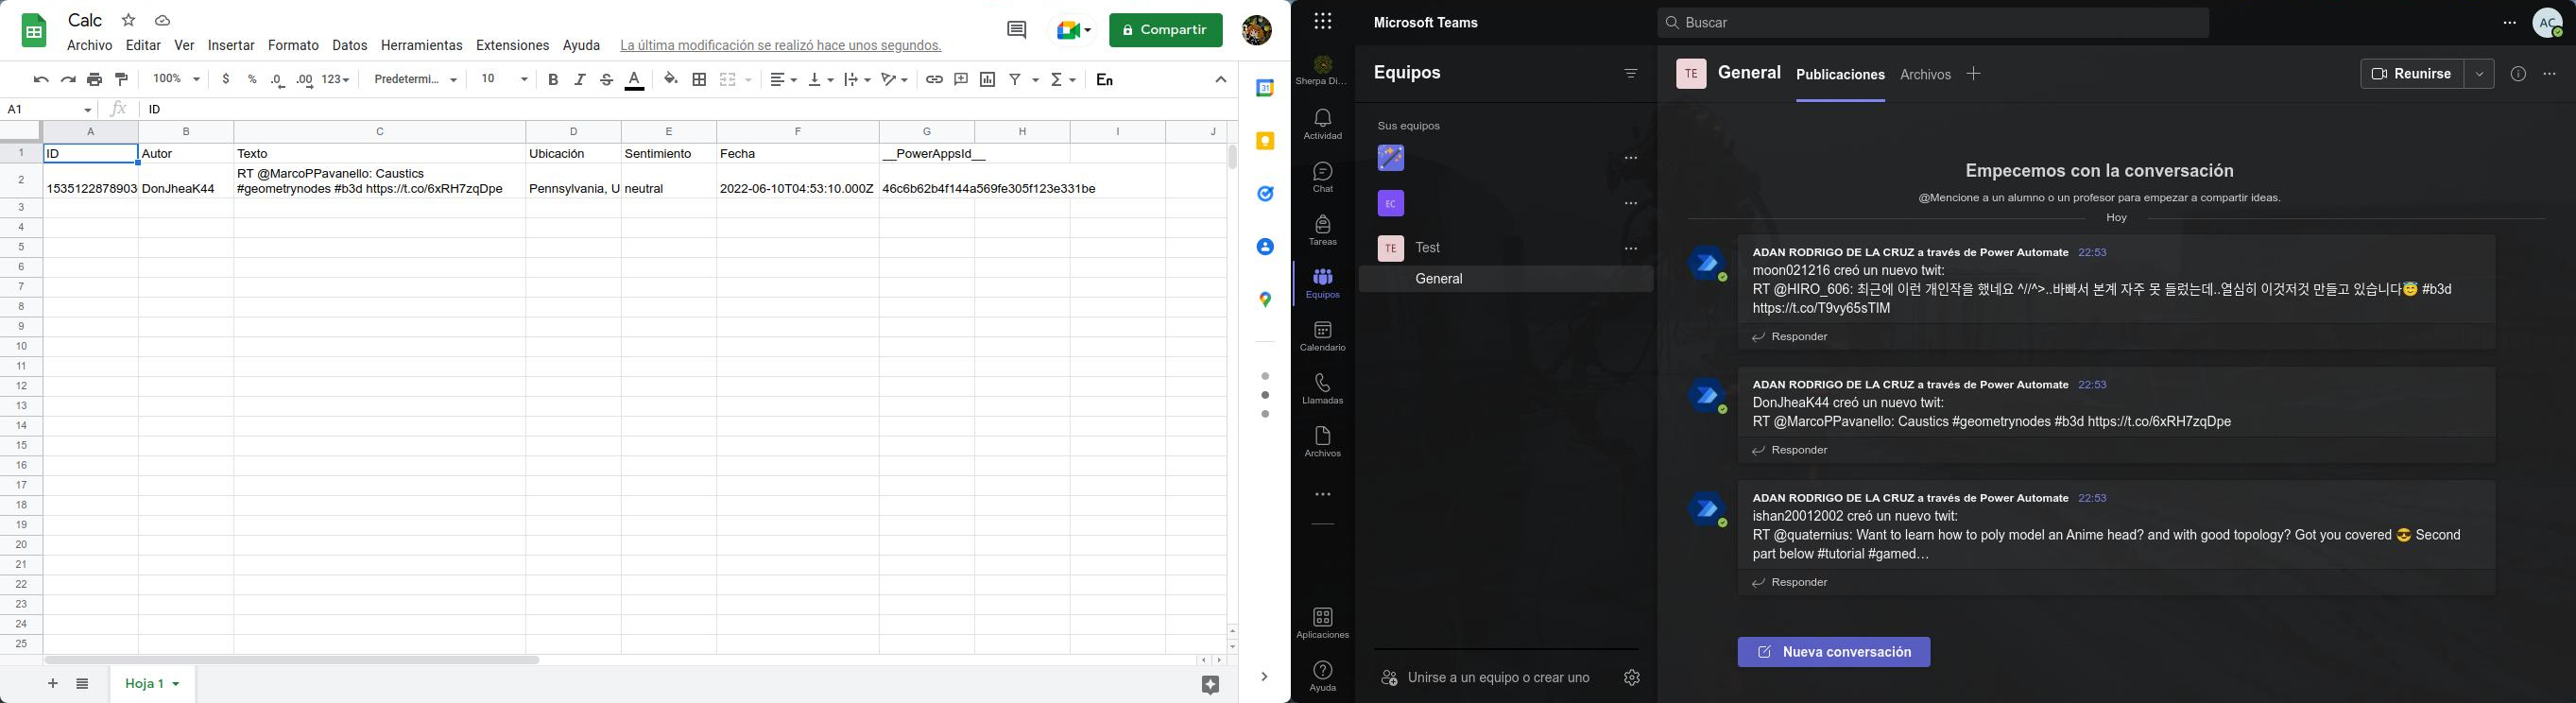 Calc
Archivo Editar Ver Insertar Formato Datos Herramientas Extensiones Ayuda La última modificación se realizó hace unos segundos.
Compartir
100% $ % .0 .00 123 Predetermi... 10 B I S A Σ En
A1 fx ID
A B C D E F G H I J
1 ID Autor Texto Ubicación Sentimiento Fecha __PowerAppsId__
RT @MarcoPPavanello: Caustics
2 1535122878903 DonJheaK44 #geometrynodes #b3d https://t.co/6xRH7zqDpe Pennsylvania, U neutral 2022-06-10T04:53:10.000Z 46c6b62b4f144a569fe305f123e331be
3
4
5
6
7
8
9
10
11
12
13
14
15
16
17
18
19
20
21
22
23
24
25
Hoja 1
31
Microsoft Teams
Buscar
AC
Sherpa Di...
Actividad
Chat
Tareas
Equipos
Calendario
Llamadas
Archivos
Aplicaciones
Ayuda
Equipos
Sus equipos
EC
TE Test
General
Unirse a un equipo o crear uno
TE General Publicaciones Archivos
Reunirse
Empecemos con la conversación
@Mencione a un alumno o un profesor para empezar a compartir ideas.
Hoy
ADAN RODRIGO DE LA CRUZ a través de Power Automate 22:53
moon021216 creó un nuevo twit:
RT @HIRO_606: 최근에 이런 개인작을 했네요 ^//^>..바빠서 본계 자주 못 들렀는데..열심히 이것저것 만들고 있습니다😇 #b3d
https://t.co/T9vy65sTIM
Responder
ADAN RODRIGO DE LA CRUZ a través de Power Automate 22:53
DonJheaK44 creó un nuevo twit:
RT @MarcoPPavanello: Caustics #geometrynodes #b3d https://t.co/6xRH7zqDpe
Responder
ADAN RODRIGO DE LA CRUZ a través de Power Automate 22:53
ishan20012002 creó un nuevo twit:
RT @quaternius: Want to learn how to poly model an Anime head? and with good topology? Got you covered 😎 Second
part below #tutorial #gamed…
Responder
Nueva conversación